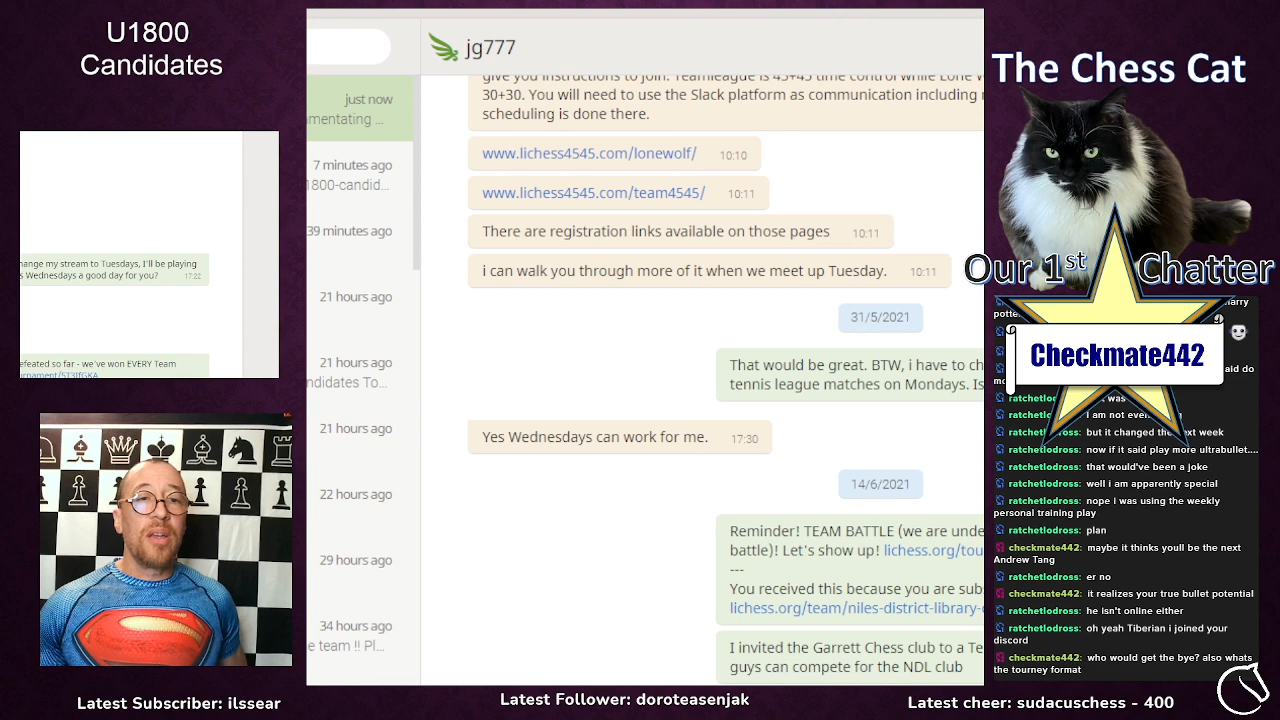 U1800
Candidates
hange my stream to Tuesdays, I'll be playing
s Wednesdays a good day for you? 17:22
efeated so far - we've won EVERY Team
urnament/5T3IfGKA
just now
mentating ...
7 minutes ago
1800-candid...
39 minutes ago
21 hours ago
21 hours ago
ndidates To...
21 hours ago
22 hours ago
29 hours ago
34 hours ago
e team !! Pl...
jg777
give you instructions to join. Teamleague is 45+45 time control while Lone W
30+30. You will need to use the Slack platform as communication including
scheduling is done there.
www.lichess4545.com/lonewolf/ 10:10
www.lichess4545.com/team4545/ 10:11
There are registration links available on those pages 10:11
i can walk you through more of it when we meet up Tuesday. 10:11
31/5/2021
That would be great. BTW, i have to ch
tennis league matches on Mondays. Is
Yes Wednesdays can work for me. 17:30
14/6/2021
Reminder! TEAM BATTLE (we are unde
battle)! Let's show up! lichess.org/tou
---
You received this because you are sub
lichess.org/team/niles-district-library-
I invited the Garrett Chess club to a Te
guys can compete for the NDL club
The Chess Cat
Our 1st Chatter
Checkmate442
harry
potte
aid do
mo
ratchetlo was
ratchetlodross: I am not eve
ratchetlodross: but it changed the next week
ratchetlodross: now if it said play more ultrabullet....
ratchetlodross: that would've been a joke
ratchetlodross: well i am apparently special
ratchetlodross: nope i was using the weekly
personal training play
ratchetlodross: plan
checkmate442: maybe it thinks youll be the next
Andrew Tang
ratchetlodross: er no
checkmate442: it realizes your true bullet potential
ratchetlodross: he isn't online either
ratchetlodross: oh yeah Tiberian i joined your
discord
checkmate442: who would get the bye? also whats
the tourney format
Latest Subscriber: ilssear
Latest Follower: doroteasenjak
Latest cheer: sudacuschess - 400